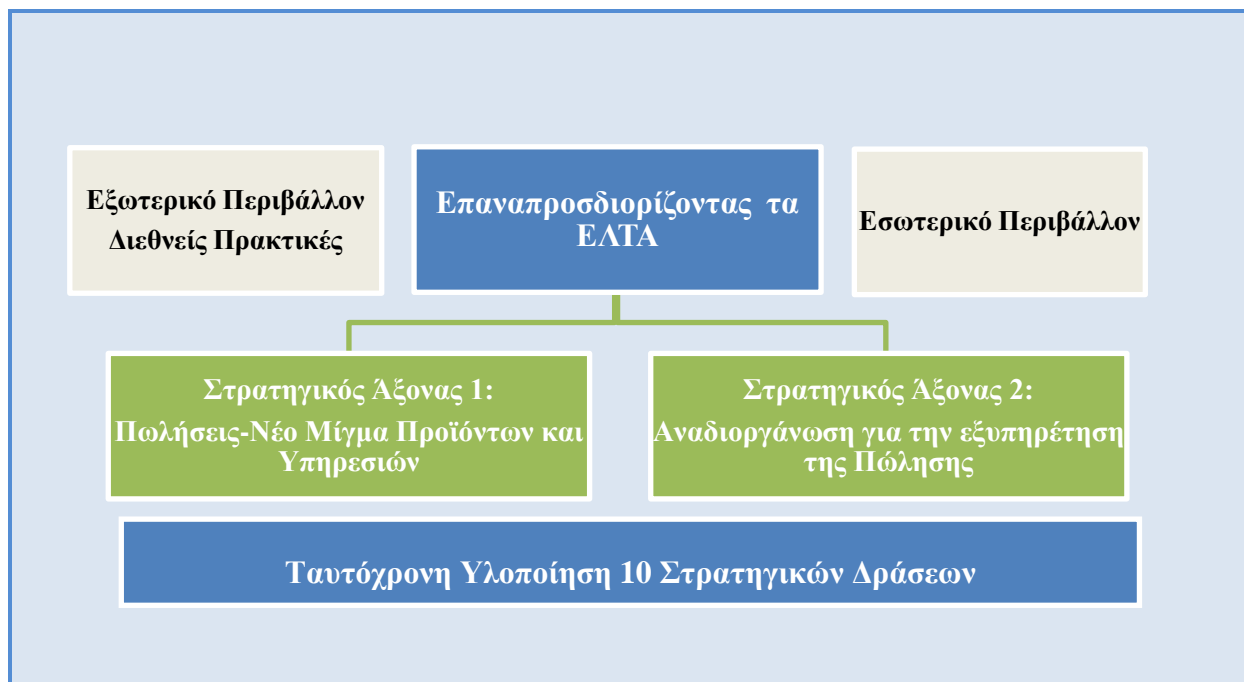 Εξωτερικό Περιβάλλον
Διεθνείς Πρακτικές
Επαναπροσδιορίζοντας τα
ΕΛΤΑ
Εσωτερικό Περιβάλλον
Στρατηγικός Άξονας 1:
Πωλήσεις-Νέο Μίγμα Προϊόντων και
Υπηρεσιών
Στρατηγικός Άξονας 2:
Αναδιοργάνωση για την εξυπηρέτηση
της Πώλησης
Ταυτόχρονη Υλοποίηση 10 Στρατηγικών Δράσεων